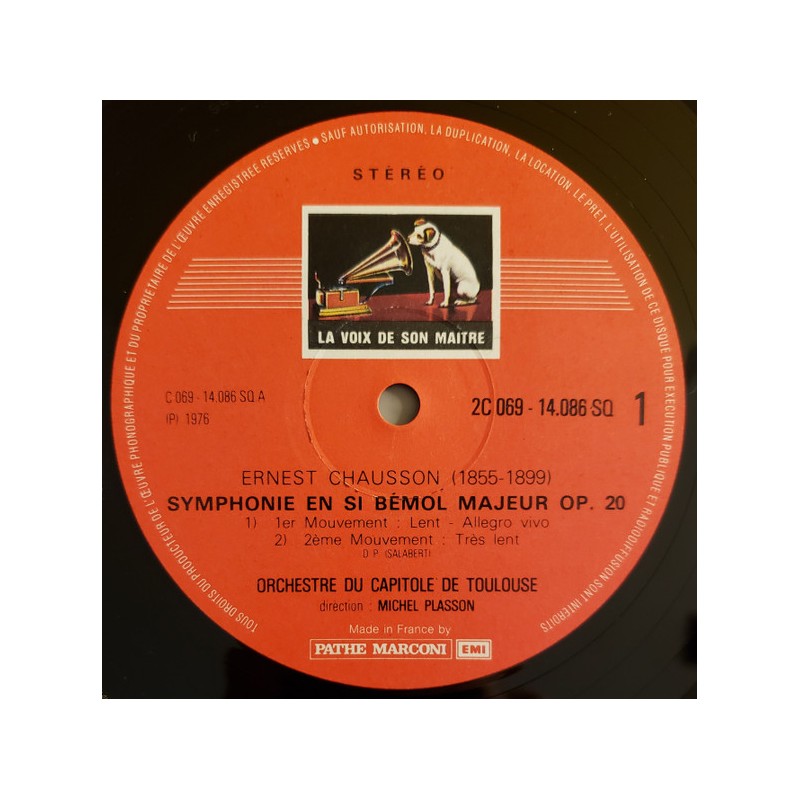 TOUS DROITS DU PRODUCTEUR DE L'ŒUVRE PHONOGRAPHIQUE ET DU PROPRIÉTAIRE DE L'ŒUVRE ENREGISTRÉE RÉSERVÉS ● SAUF AUTORISATION, LA DUPLICATION, LA LOCATION, LE PRÊT, L'UTILISATION DE CE DISQUE POUR EXÉCUTION PUBLIQUE ET RADIODIFFUSION SONT INTERDITS
STÉRÉO
LA VOIX DE SON MAITRE
C 069 - 14.086 SQ A
(P) 1976
2C 069 - 14.086 SQ 1
ERNEST CHAUSSON (1855-1899)
SYMPHONIE EN SI BÉMOL MAJEUR OP. 20
1) 1er Mouvement : Lent - Allegro vivo
2) 2ème Mouvement : Très lent
D.P. (SALABERT)
ORCHESTRE DU CAPITOLE DE TOULOUSE
direction : MICHEL PLASSON
Made in France by
PATHE MARCONI EMI